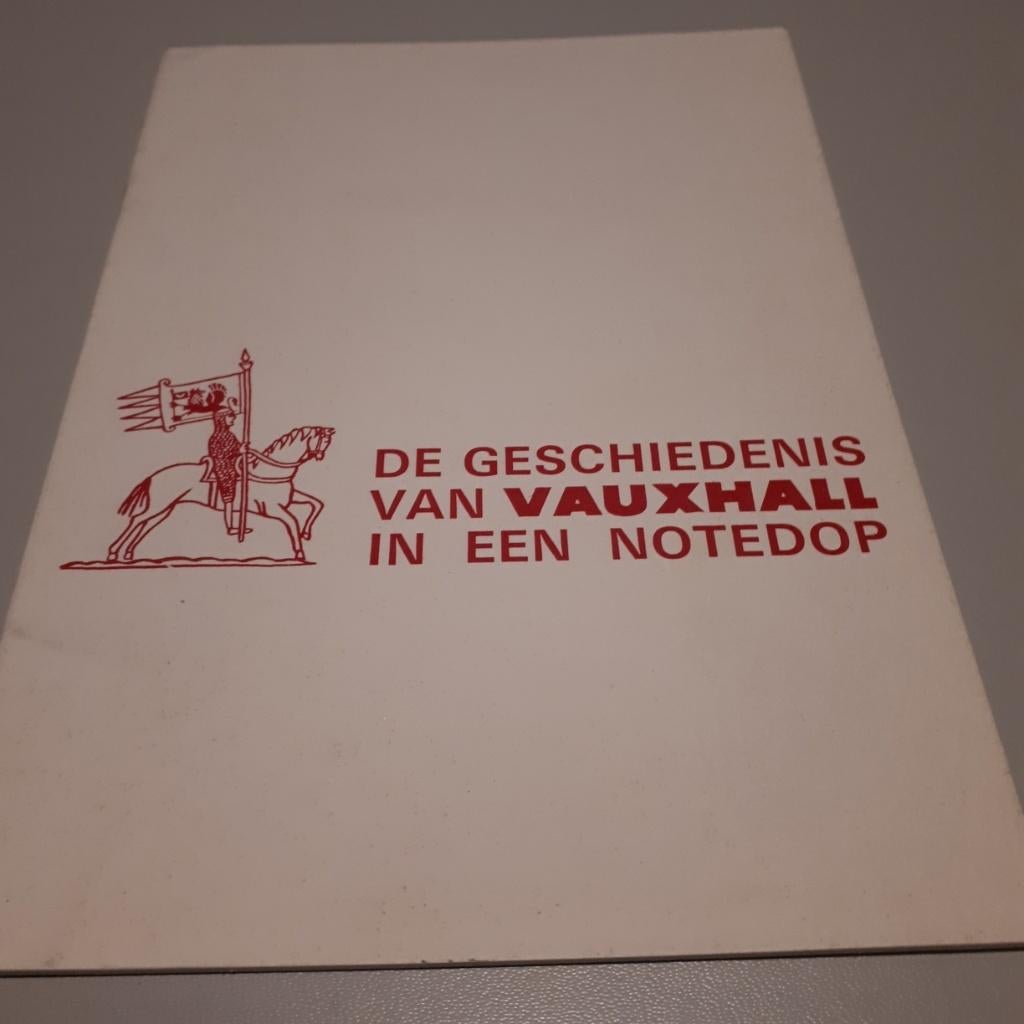 DE GESCHIEDENIS
VAN VAUXHALL
IN EEN NOTEDOP